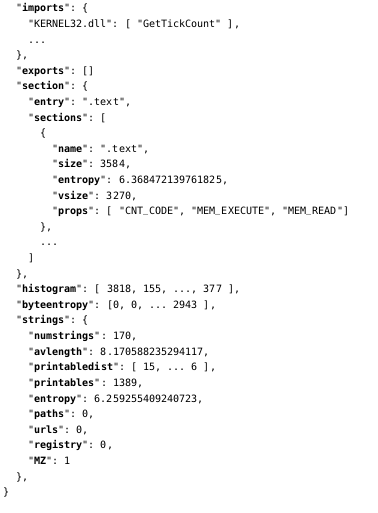 "imports": {
"KERNEL32.dll": [ "GetTickCount" ],
...
},
"exports": []
"section": {
"entry": ".text",
"sections": [
{
"name": ".text",
"size": 3584,
"entropy": 6.368472139761825,
"vsize": 3270,
"props": [ "CNT_CODE", "MEM_EXECUTE", "MEM_READ"]
},
...
]
},
"histogram": [ 3818, 155, ..., 377 ],
"byteentropy": [0, 0, ... 2943 ],
"strings": {
"numstrings": 170,
"avlength": 8.170588235294117,
"printabledist": [ 15, ... 6 ],
"printables": 1389,
"entropy": 6.259255409240723,
"paths": 0,
"urls": 0,
"registry": 0,
"MZ": 1
},
}